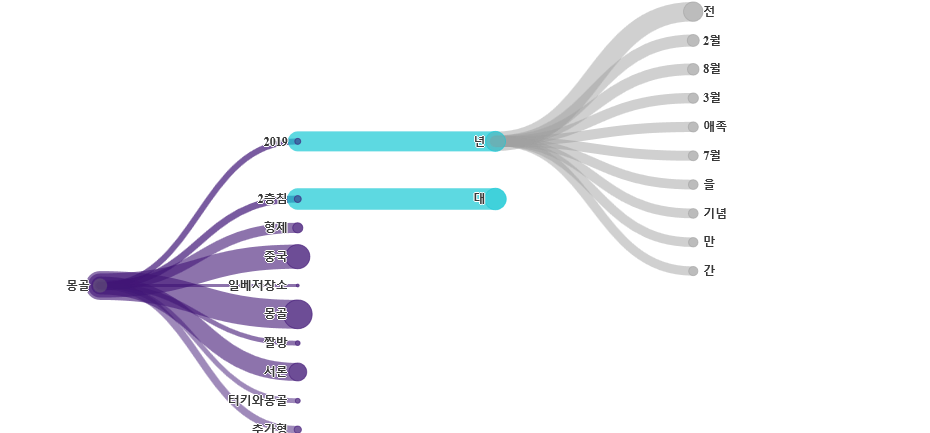 몽골
2019
2층침
형제
중국
일베저장소
몽골
짤방
서론
터키와몽골
추가형
년
대
전
2월
8월
3월
애족
7월
을
기념
만
간